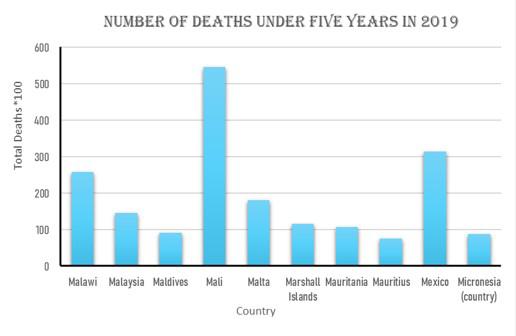 NUMBER OF DEATHS UNDER FIVE YEARS IN 2019
Total Deaths *100
600
500
400
300
200
100
0
Malawi Malaysia Maldives Mali Malta Marshall Mauritania Mauritius Mexico Micronesia
Islands (country)
Country